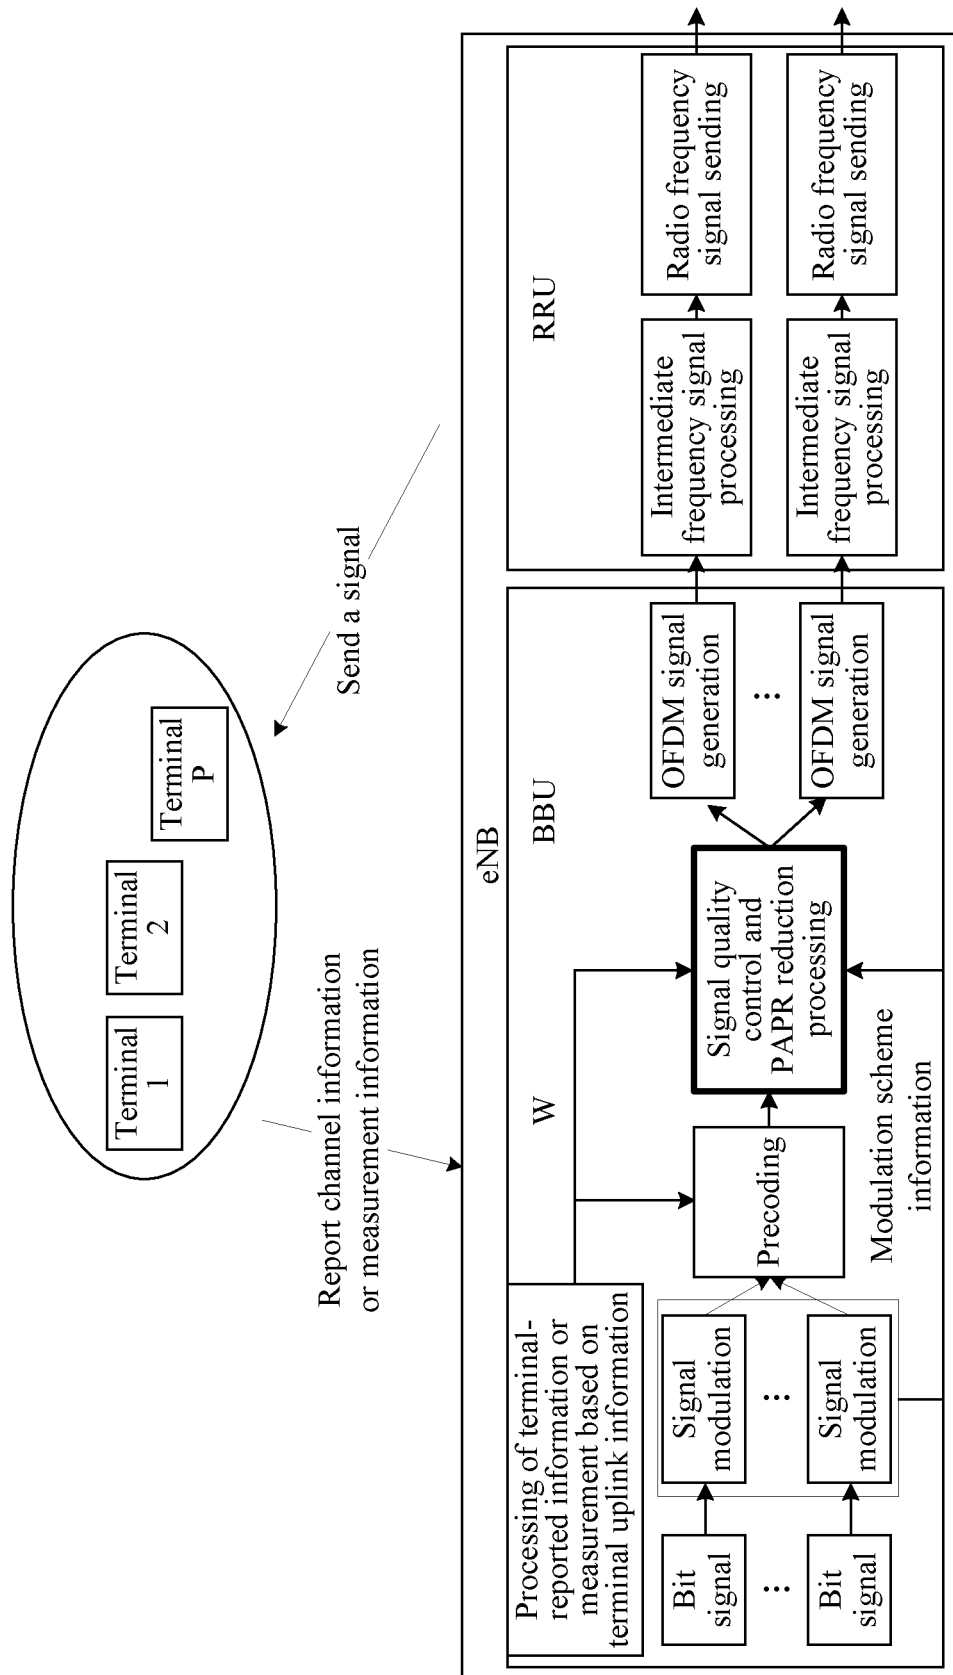 Terminal
1
Terminal
2
Terminal
P
Report channel information
or measurement information
Send a signal
eNB
Processing of terminal-
reported information or
measurement based on
terminal uplink information
W
BBU
RRU
Bit
signal
...
Bit
signal
Signal
modulation
...
Signal
modulation
Precoding
Modulation scheme
information
Signal quality
control and
PAPR reduction
processing
OFDM signal
generation
...
OFDM signal
generation
Intermediate
frequency signal
processing
Intermediate
frequency signal
processing
Radio frequency
signal sending
Radio frequency
signal sending